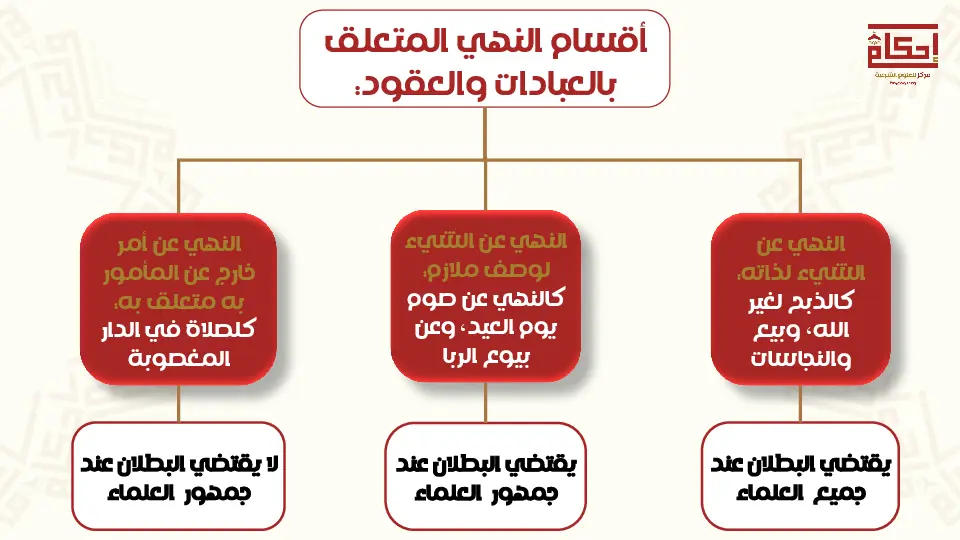 أقسام النهي المتعلق
بالعبادات والعقود:
إحكام
مركز للعلوم الشرعية
النهي عن
الشيء لذاته:
كالذبح لغير
الله، وبيع
والنجاسات
يقتضي البطلان عند
جميع العلماء
النهي عن الشيء
لوصف ملازم:
كالنهي عن صوم
يوم العيد، وعن
بيوع الربا
يقتضي البطلان عند
جمهور العلماء
النهي عن أمر
خارج عن المأمور
به متعلق به:
كلصلاة في الدار
المغصوبة
لا يقتضي البطلان عند
جمهور العلماء